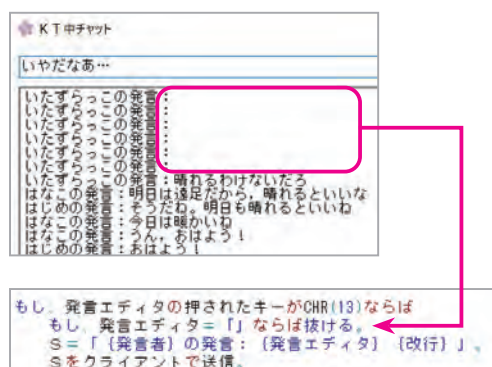 KT中チャット
いやだなあ…
いたずらっこの発言：
いたずらっこの発言：
いたずらっこの発言：
いたずらっこの発言：
いたずらっこの発言：
いたずらっこの発言：晴れるわけないだろ
はなこの発言：明日は遠足だから，晴れるといいな
はじめの発言：そうだね。明日も晴れるといいね
はなこの発言：今日は暖かいね
はなこの発言：うん，おはよう！
はじめの発言：おはよう！
もし，発言エディタの押されたキーがCHR(13)ならば
もし，発言エディタ＝「」ならば抜ける。
S＝「{発言者}の発言：{発言エディタ} {改行}」。
Sをクライアントで送信。